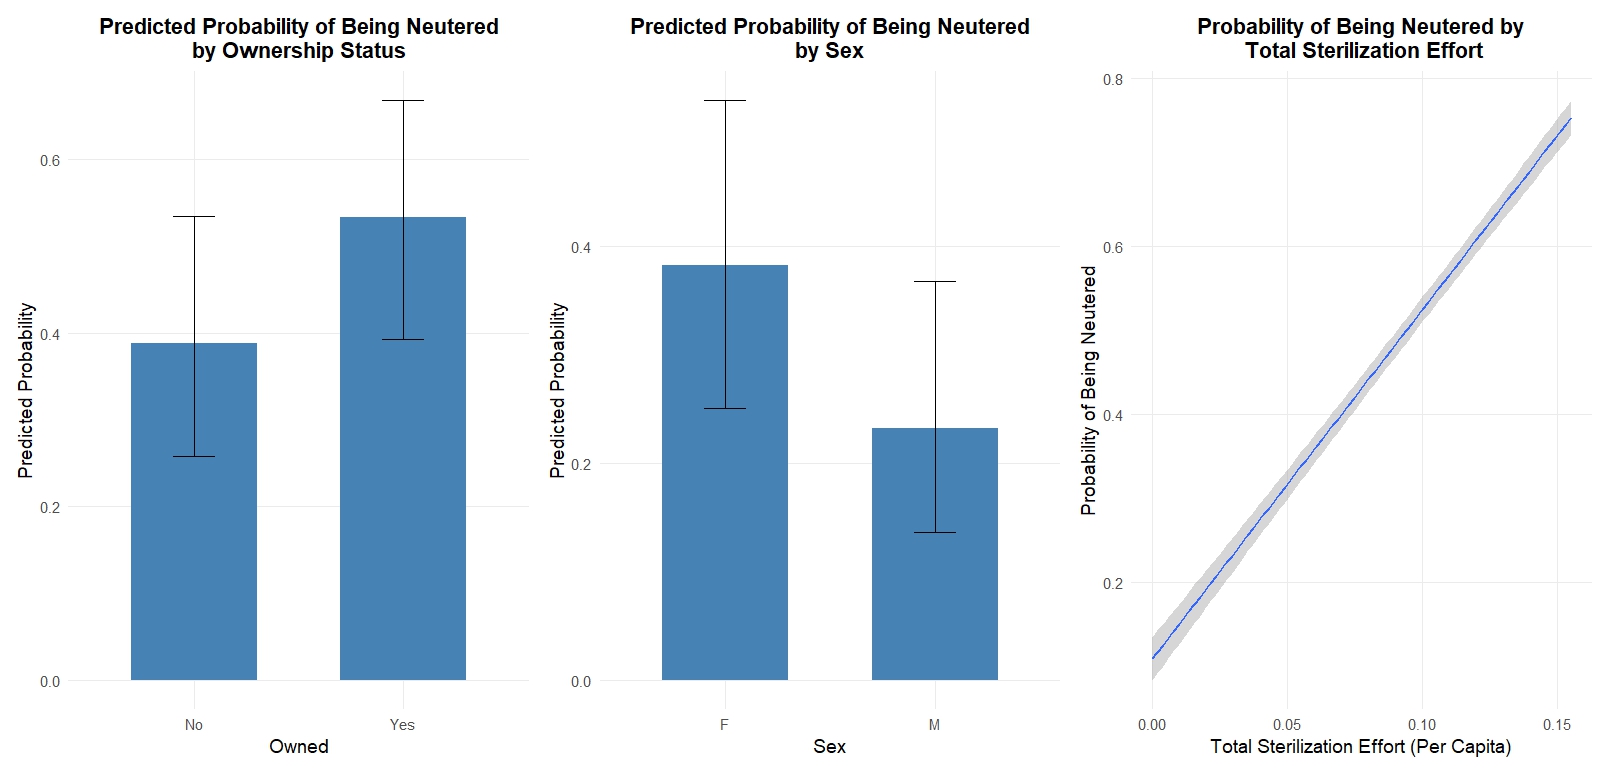 Predicted Probability of Being Neutered
by Ownership Status
Predicted Probability
0.6
0.4
0.2
0.0
No
Yes
Owned
Predicted Probability of Being Neutered
by Sex
Predicted Probability
0.4
0.2
0.0
F
M
Sex
Probability of Being Neutered by
Total Sterilization Effort
Probability of Being Neutered
0.8
0.6
0.4
0.2
0.00
0.05
0.10
0.15
Total Sterilization Effort (Per Capita)